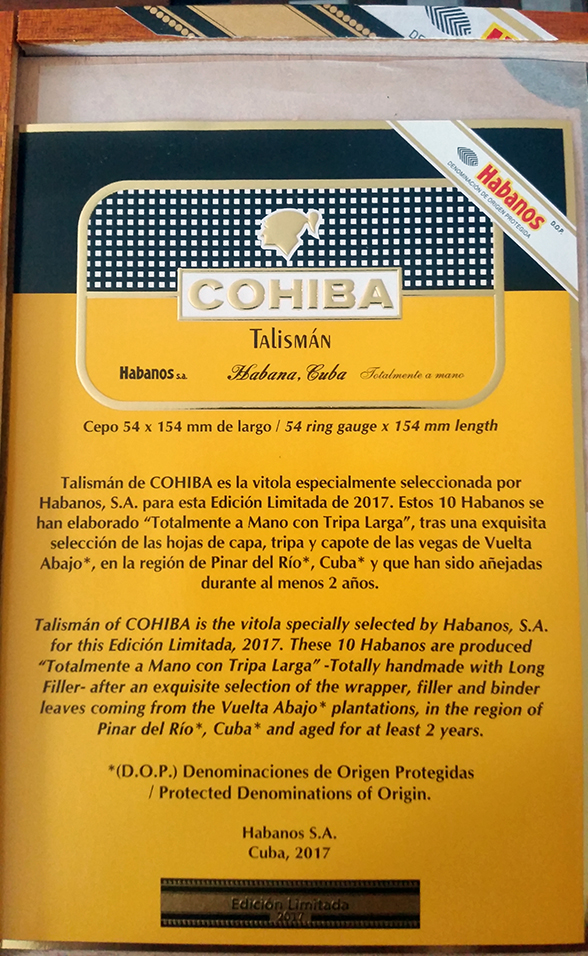 DE
Habanos
DENOMINACIÓN DE ORIGEN PROTEGIDA
D.O.P.
COHIBA
TALISMÁN
Habanos s.a.
Habana, Cuba
Totalmente a mano
Cepo 54 x 154 mm de largo / 54 ring gauge x 154 mm length
Talismán de COHIBA es la vitola especialmente seleccionada por
Habanos, S.A. para esta Edición Limitada de 2017. Estos 10 Habanos se
han elaborado “Totalmente a Mano con Tripa Larga”, tras una exquisita
selección de las hojas de capa, tripa y capote de las vegas de Vuelta
Abajo*, en la región de Pinar del Río*, Cuba* y que han sido añejadas
durante al menos 2 años.
Talismán of COHIBA is the vitola specially selected by Habanos, S.A.
for this Edición Limitada, 2017. These 10 Habanos are produced
“Totalmente a Mano con Tripa Larga” -Totally handmade with Long
Filler- after an exquisite selection of the wrapper, filler and binder
leaves coming from the Vuelta Abajo* plantations, in the region of
Pinar del Río*, Cuba* and aged for at least 2 years.
*(D.O.P.) Denominaciones de Origen Protegidas
/ Protected Denominations of Origin.
Habanos S.A.
Cuba, 2017
Edición Limitada
2017